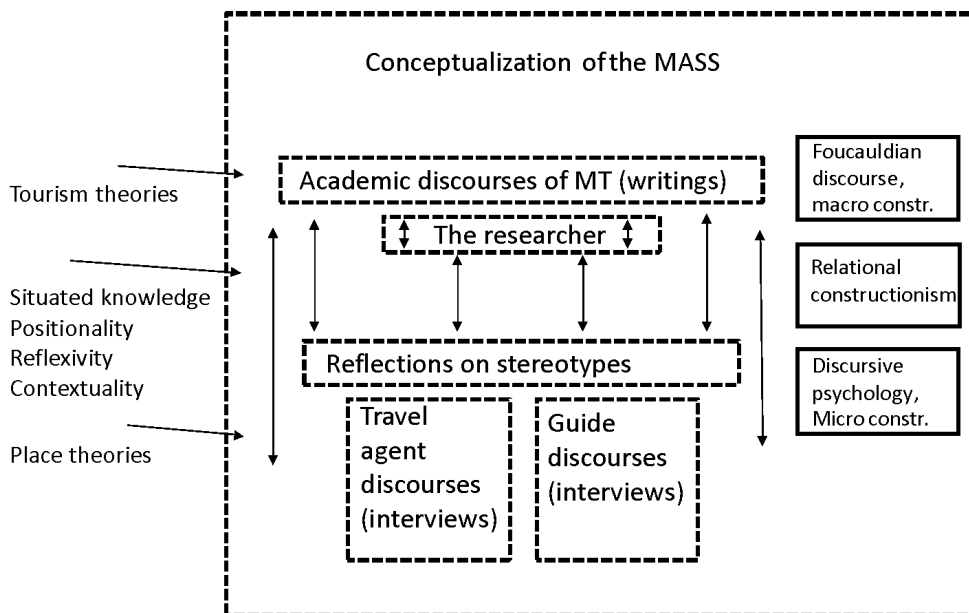 Conceptualization of the MASS
Tourism theories
Academic discourses of MT (writings)
The researcher
Situated knowledge
Positionality
Reflexivity
Contextuality
Reflections on stereotypes
Place theories
Travel
agent
discourses
(interviews)
Guide
discourses
(interviews)
Foucauldian
discourse,
macro constr.
Relational
constructionism
Discursive
psychology,
Micro constr.